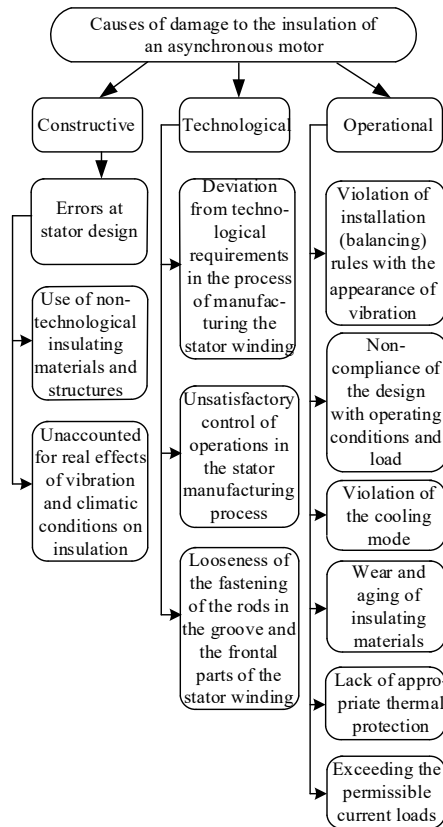 Causes of damage to the insulation of
an asynchronous motor
Constructive
Technological
Operational
Errors at
stator design
Use of non-
technological
insulating
materials and
structures
Unaccounted
for real effects
of vibration
and climatic
conditions on
insulation
Deviation
from techno-
logical
requirements
in the process
of manufac-
turing the
stator winding
Unsatisfactory
control of
operations in
the stator
manufacturing
process
Looseness of
the fastening
of the rods in
the groove and
the frontal
parts of the
stator winding
Violation of
installation
(balancing)
rules with the
appearance of
vibration
Non-
compliance of
the design
with operating
conditions and
load
Violation of
the cooling
mode
Wear and
aging of
insulating
materials
Lack of appro-
priate thermal
protection
Exceeding the
permissible
current loads